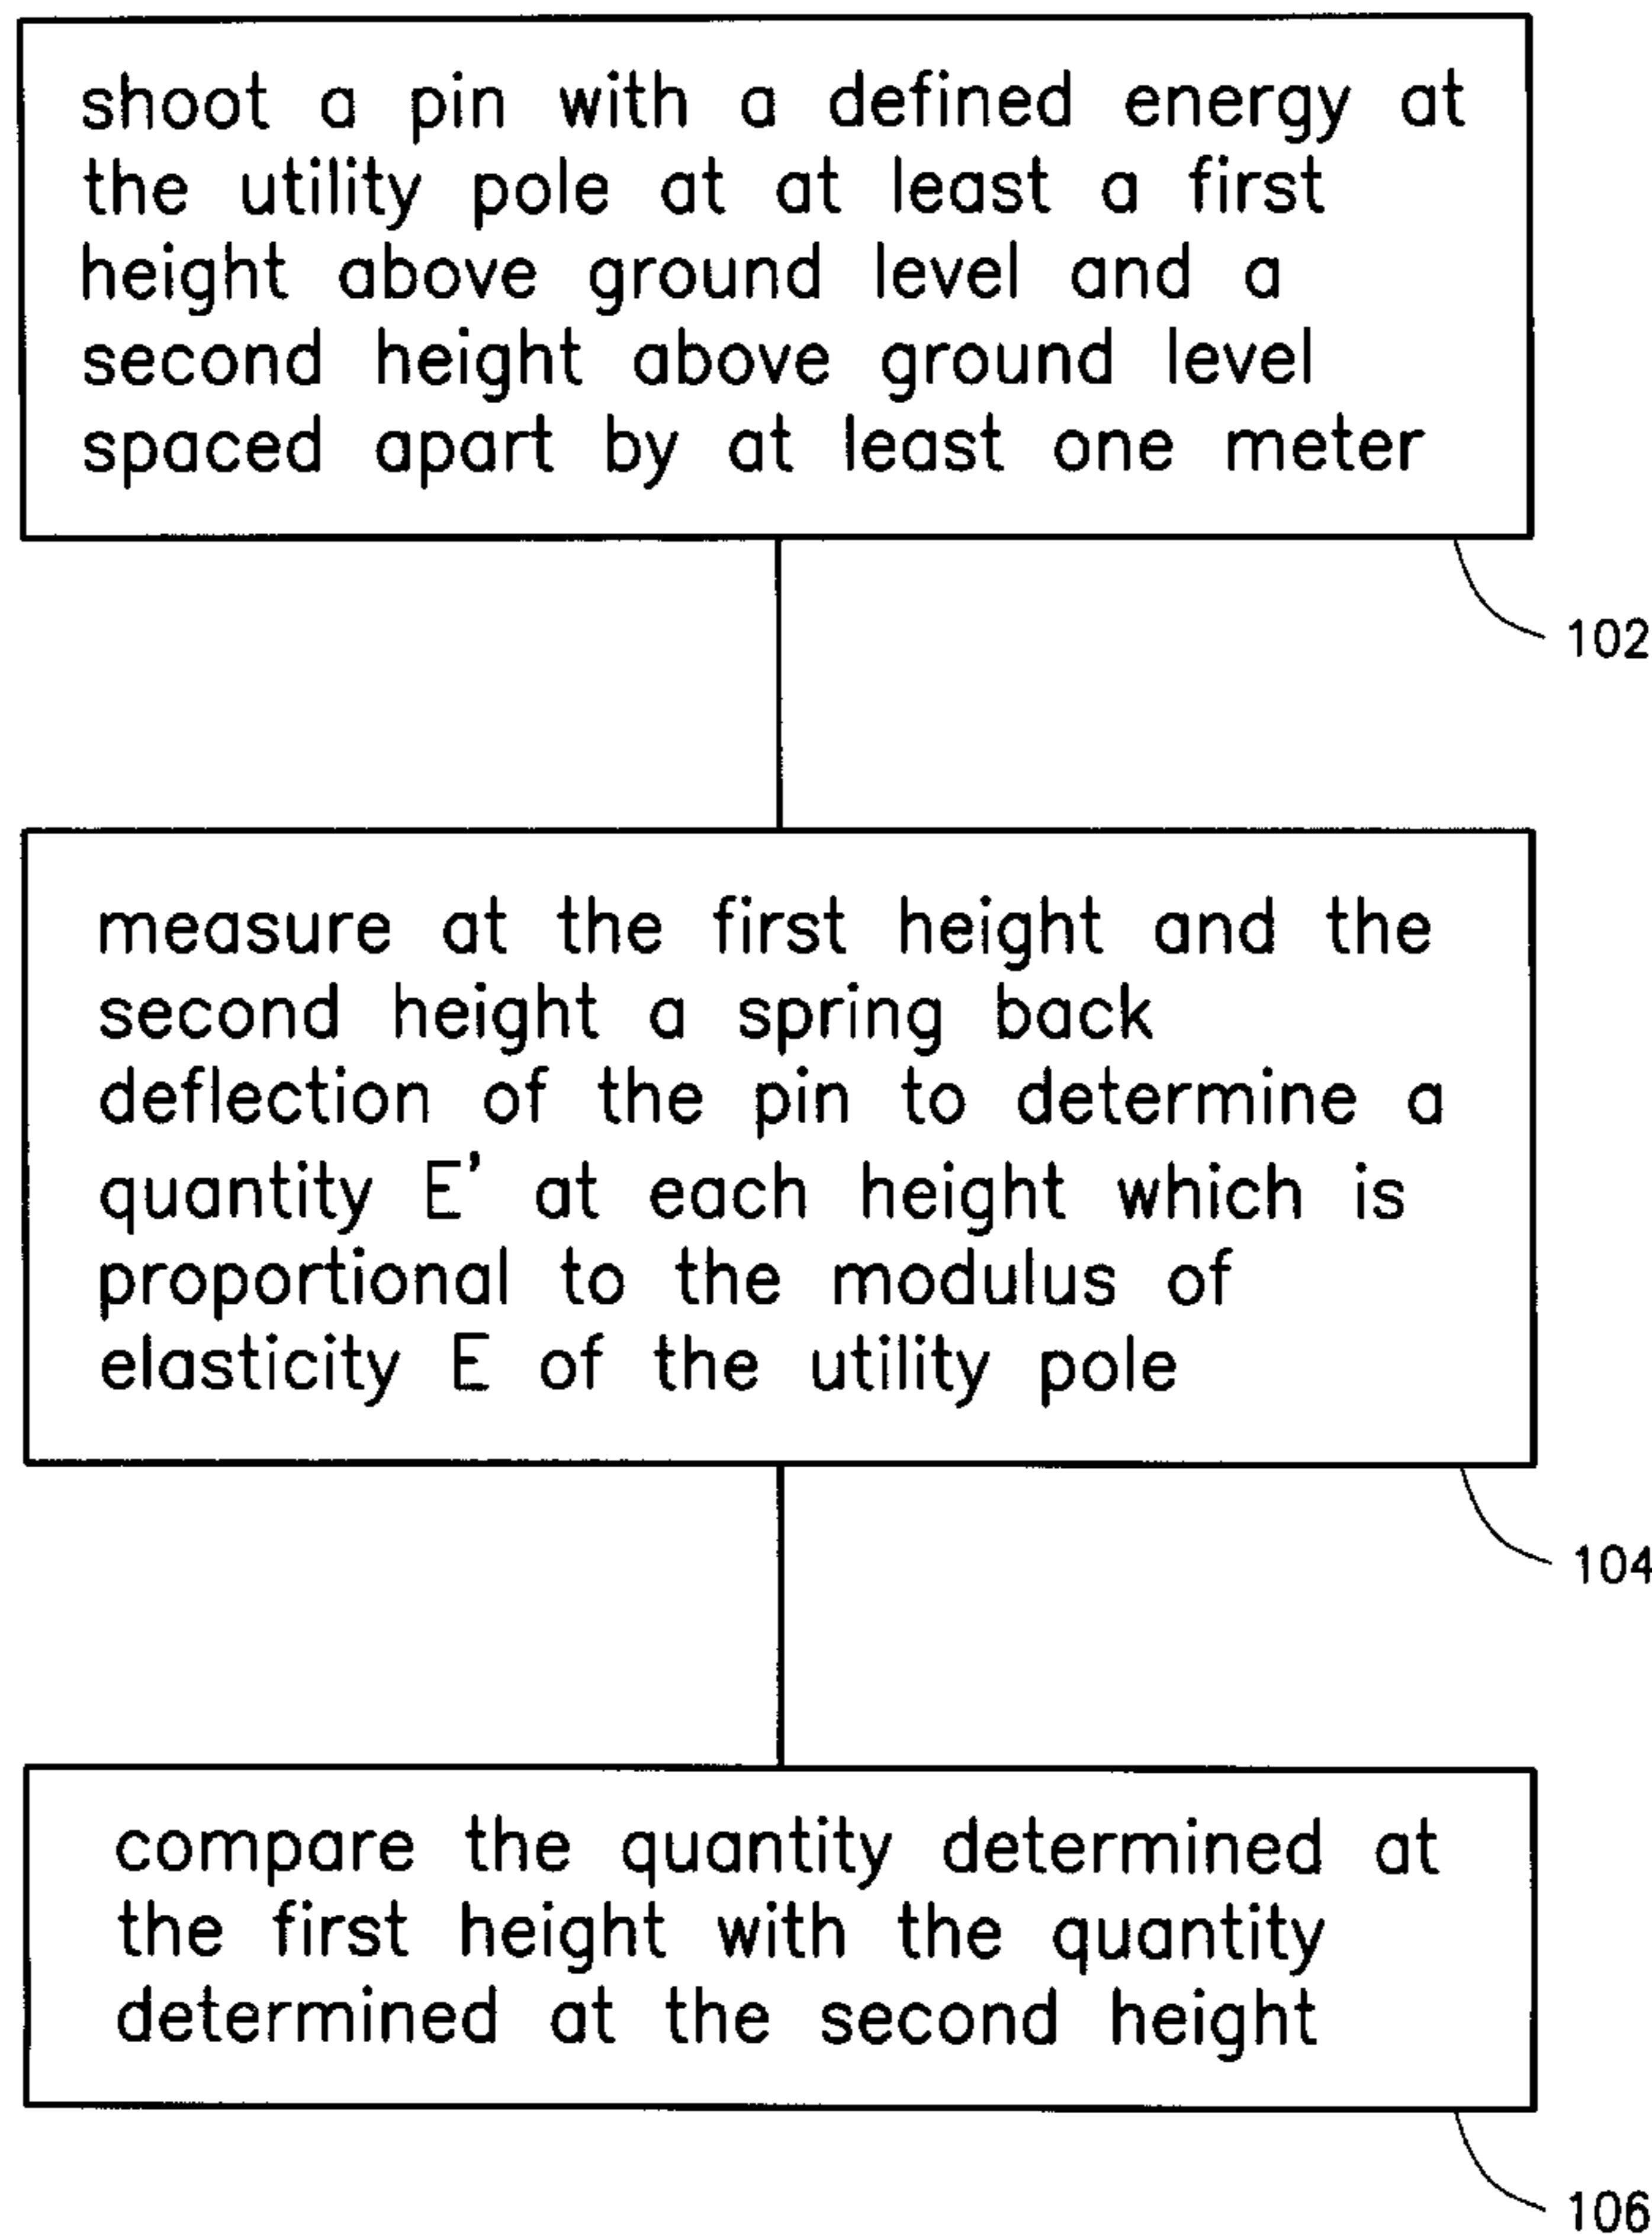 shoot a pin with a defined energy at
the utility pole at at least a first
height above ground level and a
second height above ground level
spaced apart by at least one meter
102
measure at the first height and the
second height a spring back
deflection of the pin to determine a
quantity E' at each height which is
proportional to the modulus of
elasticity E of the utility pole
104
compare the quantity determined at
the first height with the quantity
determined at the second height
106